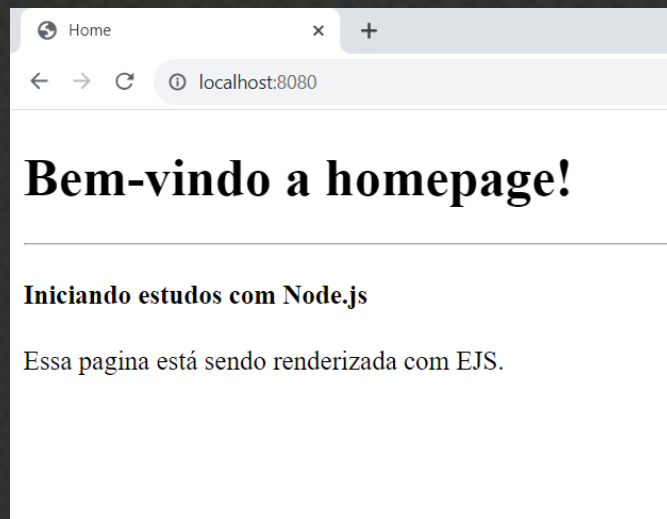 Home
localhost:8080
Bem-vindo a homepage!
Iniciando estudos com Node.js
Essa pagina está sendo renderizada com EJS.